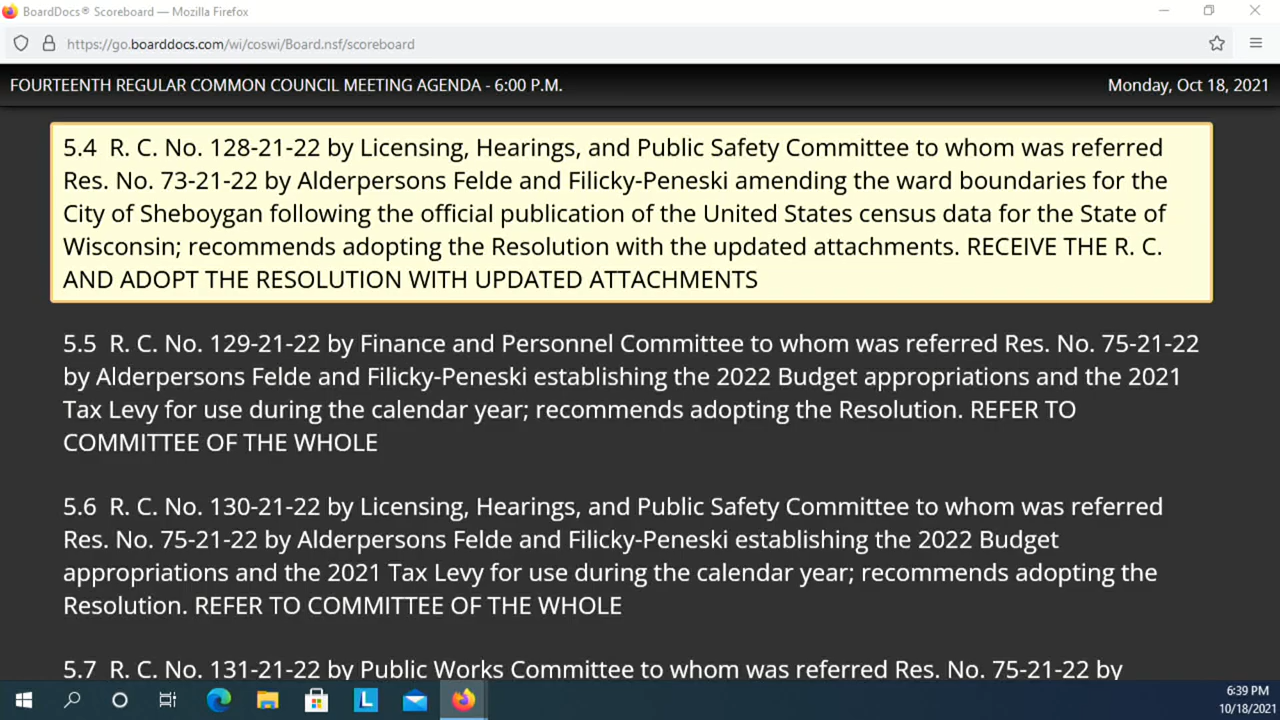 BoardDocs® Scoreboard — Mozilla Firefox
https://go.boarddocs.com/wi/coswi/Board.nsf/scoreboard
FOURTEENTH REGULAR COMMON COUNCIL MEETING AGENDA - 6:00 P.M.
Monday, Oct 18, 2021
5.4 R. C. No. 128-21-22 by Licensing, Hearings, and Public Safety Committee to whom was referred
Res. No. 73-21-22 by Alderpersons Felde and Filicky-Peneski amending the ward boundaries for the
City of Sheboygan following the official publication of the United States census data for the State of
Wisconsin; recommends adopting the Resolution with the updated attachments. RECEIVE THE R. C.
AND ADOPT THE RESOLUTION WITH UPDATED ATTACHMENTS
5.5 R. C. No. 129-21-22 by Finance and Personnel Committee to whom was referred Res. No. 75-21-22
by Alderpersons Felde and Filicky-Peneski establishing the 2022 Budget appropriations and the 2021
Tax Levy for use during the calendar year; recommends adopting the Resolution. REFER TO
COMMITTEE OF THE WHOLE
5.6 R. C. No. 130-21-22 by Licensing, Hearings, and Public Safety Committee to whom was referred
Res. No. 75-21-22 by Alderpersons Felde and Filicky-Peneski establishing the 2022 Budget
appropriations and the 2021 Tax Levy for use during the calendar year; recommends adopting the
Resolution. REFER TO COMMITTEE OF THE WHOLE
5.7 R. C. No. 131-21-22 by Public Works Committee to whom was referred Res. No. 75-21-22 by
L
6:39 PM
10/18/2021